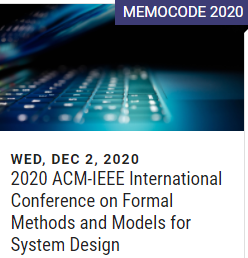 MEMOCODE 2020
WED, DEC 2, 2020
2020 ACM-IEEE International
Conference on Formal
Methods and Models for
System Design